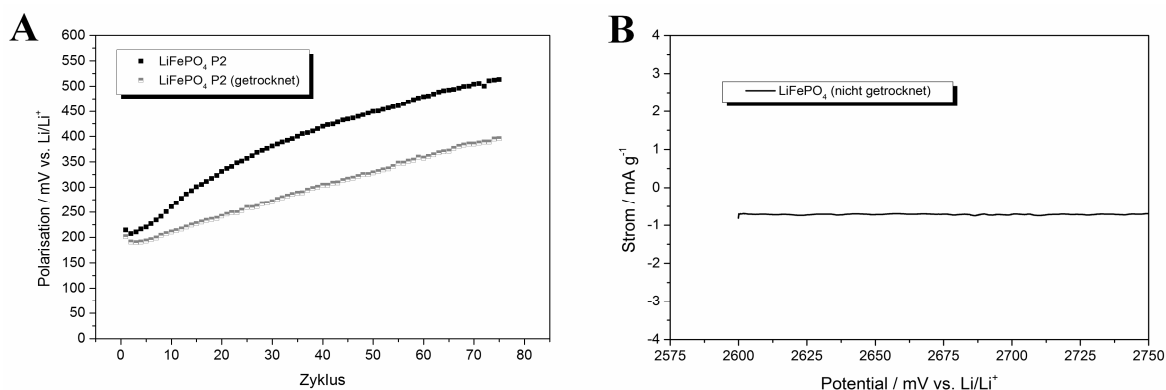 A
LiFePO4 P2
LiFePO4 P2 (getrocknet)
Polarisation / mV vs. Li/Li+
600
550
500
450
400
350
300
250
200
150
100
50
0
0 10 20 30 40 50 60 70 80
Zyklus
B
LiFePO4 (nicht getrocknet)
Strom / mA g-1
4
3
2
1
0
-1
-2
-3
-4
2575 2600 2625 2650 2675 2700 2725 2750
Potential / mV vs. Li/Li+